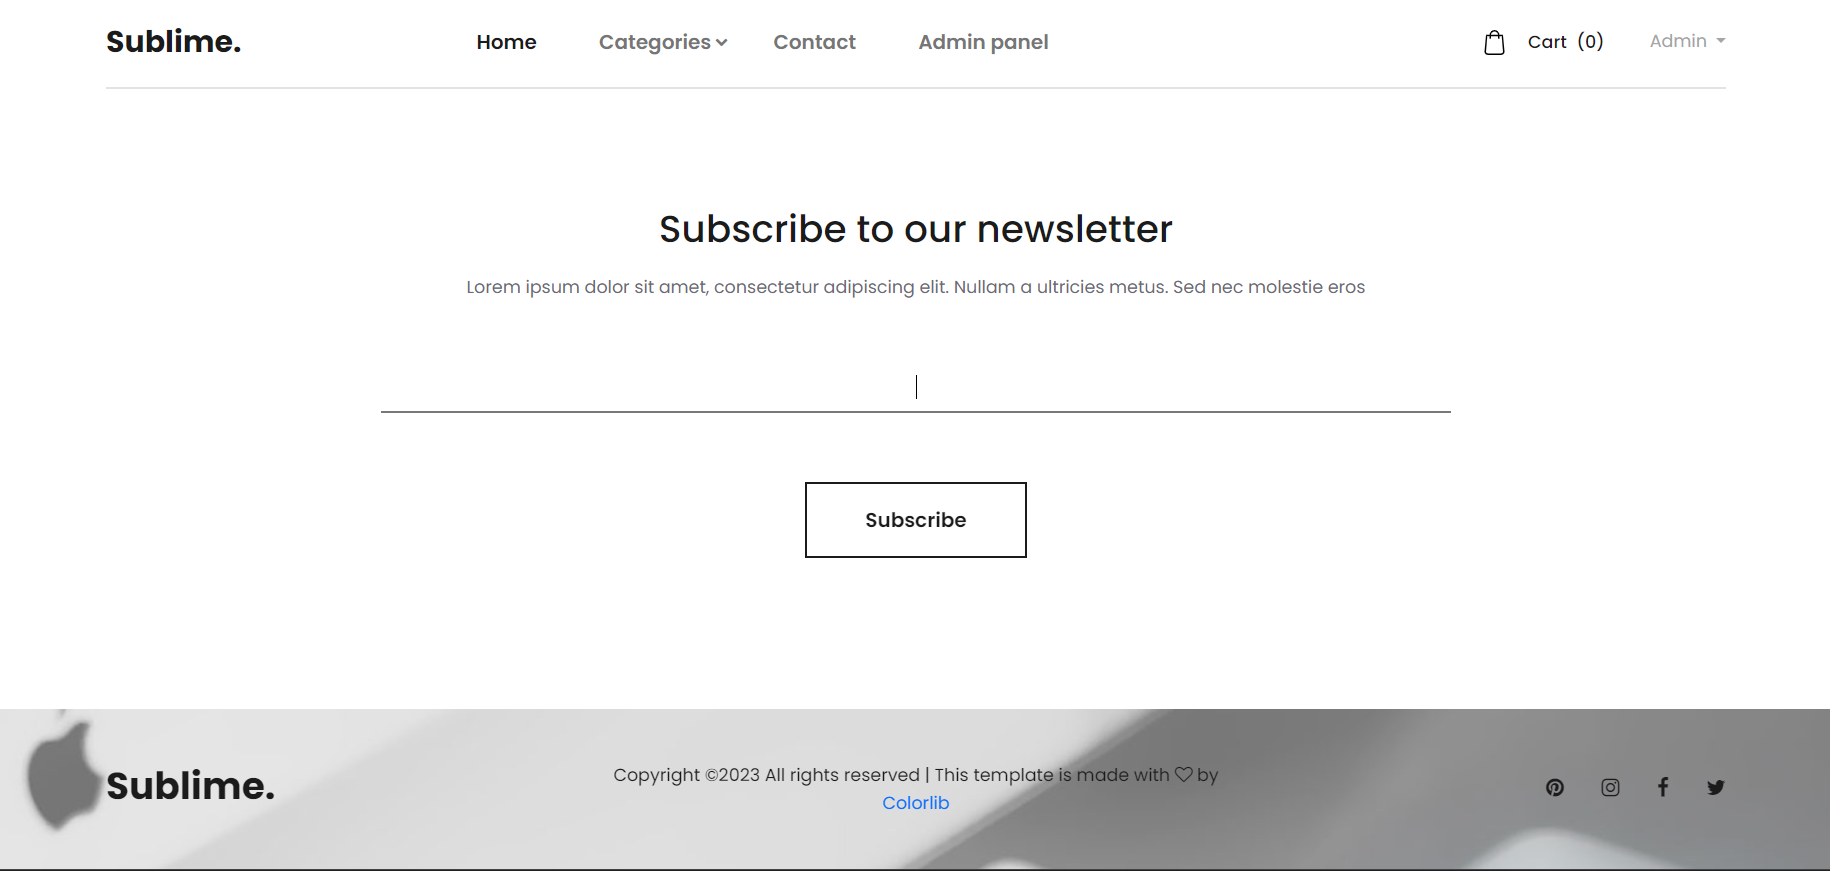 Sublime.
Home Categories Contact Admin panel
Cart (0) Admin
Subscribe to our newsletter
Lorem ipsum dolor sit amet, consectetur adipiscing elit. Nullam a ultricies metus. Sed nec molestie eros
Subscribe
Sublime.
Copyright ©2023 All rights reserved | This template is made with ♡ by
Colorlib